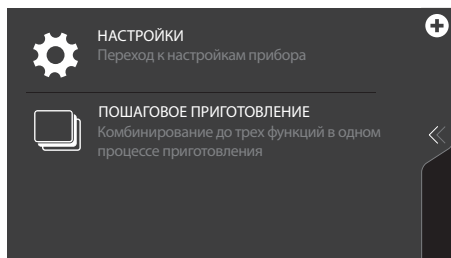 НАСТРОЙКИ
Переход к настройкам прибора
ПОШАГОВОЕ ПРИГОТОВЛЕНИЕ
Комбинирование до трех функций в одном
процессе приготовления